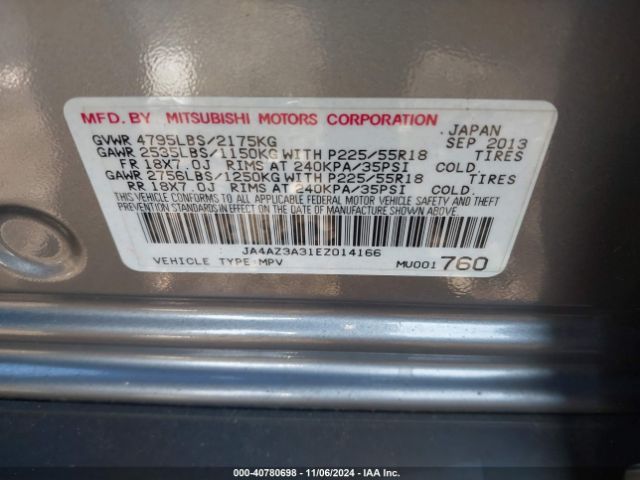 MFD. BY MITSUBISHI MOTORS CORPORATION JAPAN
GVWR 4795LBS/2175KG SEP 2013
GAWR 2535LBS/1150KG WITH P225/55R18 TIRES
FR 18X7.0J RIMS AT 240KPA/35PSI COLD.
GAWR 2756LBS/1250KG WITH P225/55R18 TIRES
RR 18X7.0J RIMS AT 240KPA/35PSI COLD.
THIS VEHICLE CONFORMS TO ALL APPLICABLE FEDERAL MOTOR VEHICLE SAFETY AND THEFT
PREVENTION STANDARDS IN EFFECT ON THE DATE OF MANUFACTURE SHOWN ABOVE.
JA4AZ3A31EZ014166
VEHICLE TYPE:MPV MU001 760
© - 40780698 - 11/06/2024 - IAAI.com